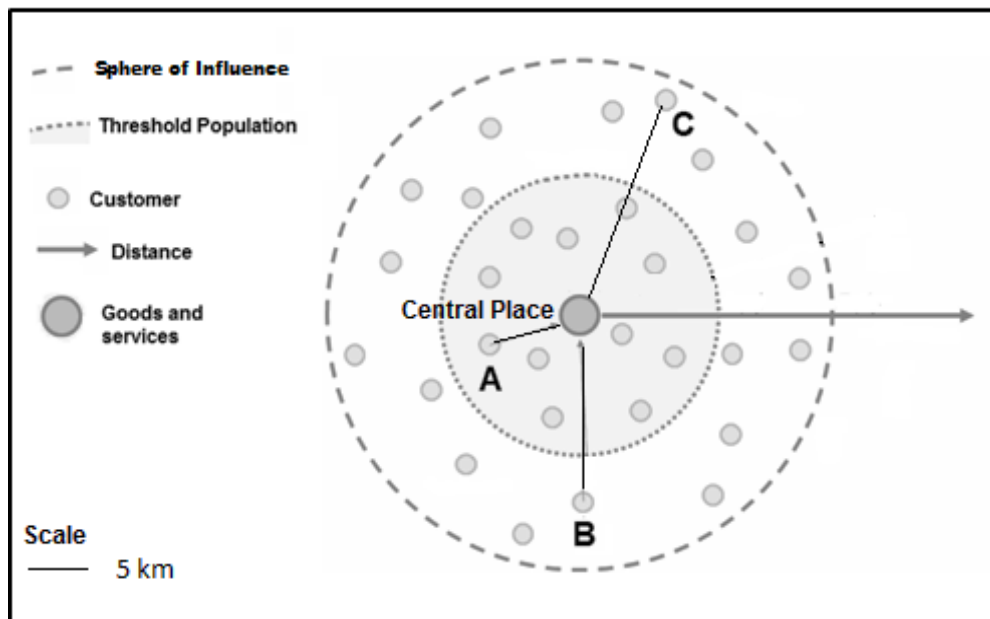 Sphere of Influence
Threshold Population
Customer
Distance
Goods and
services
Scale
5 km
C
Central Place
A
B